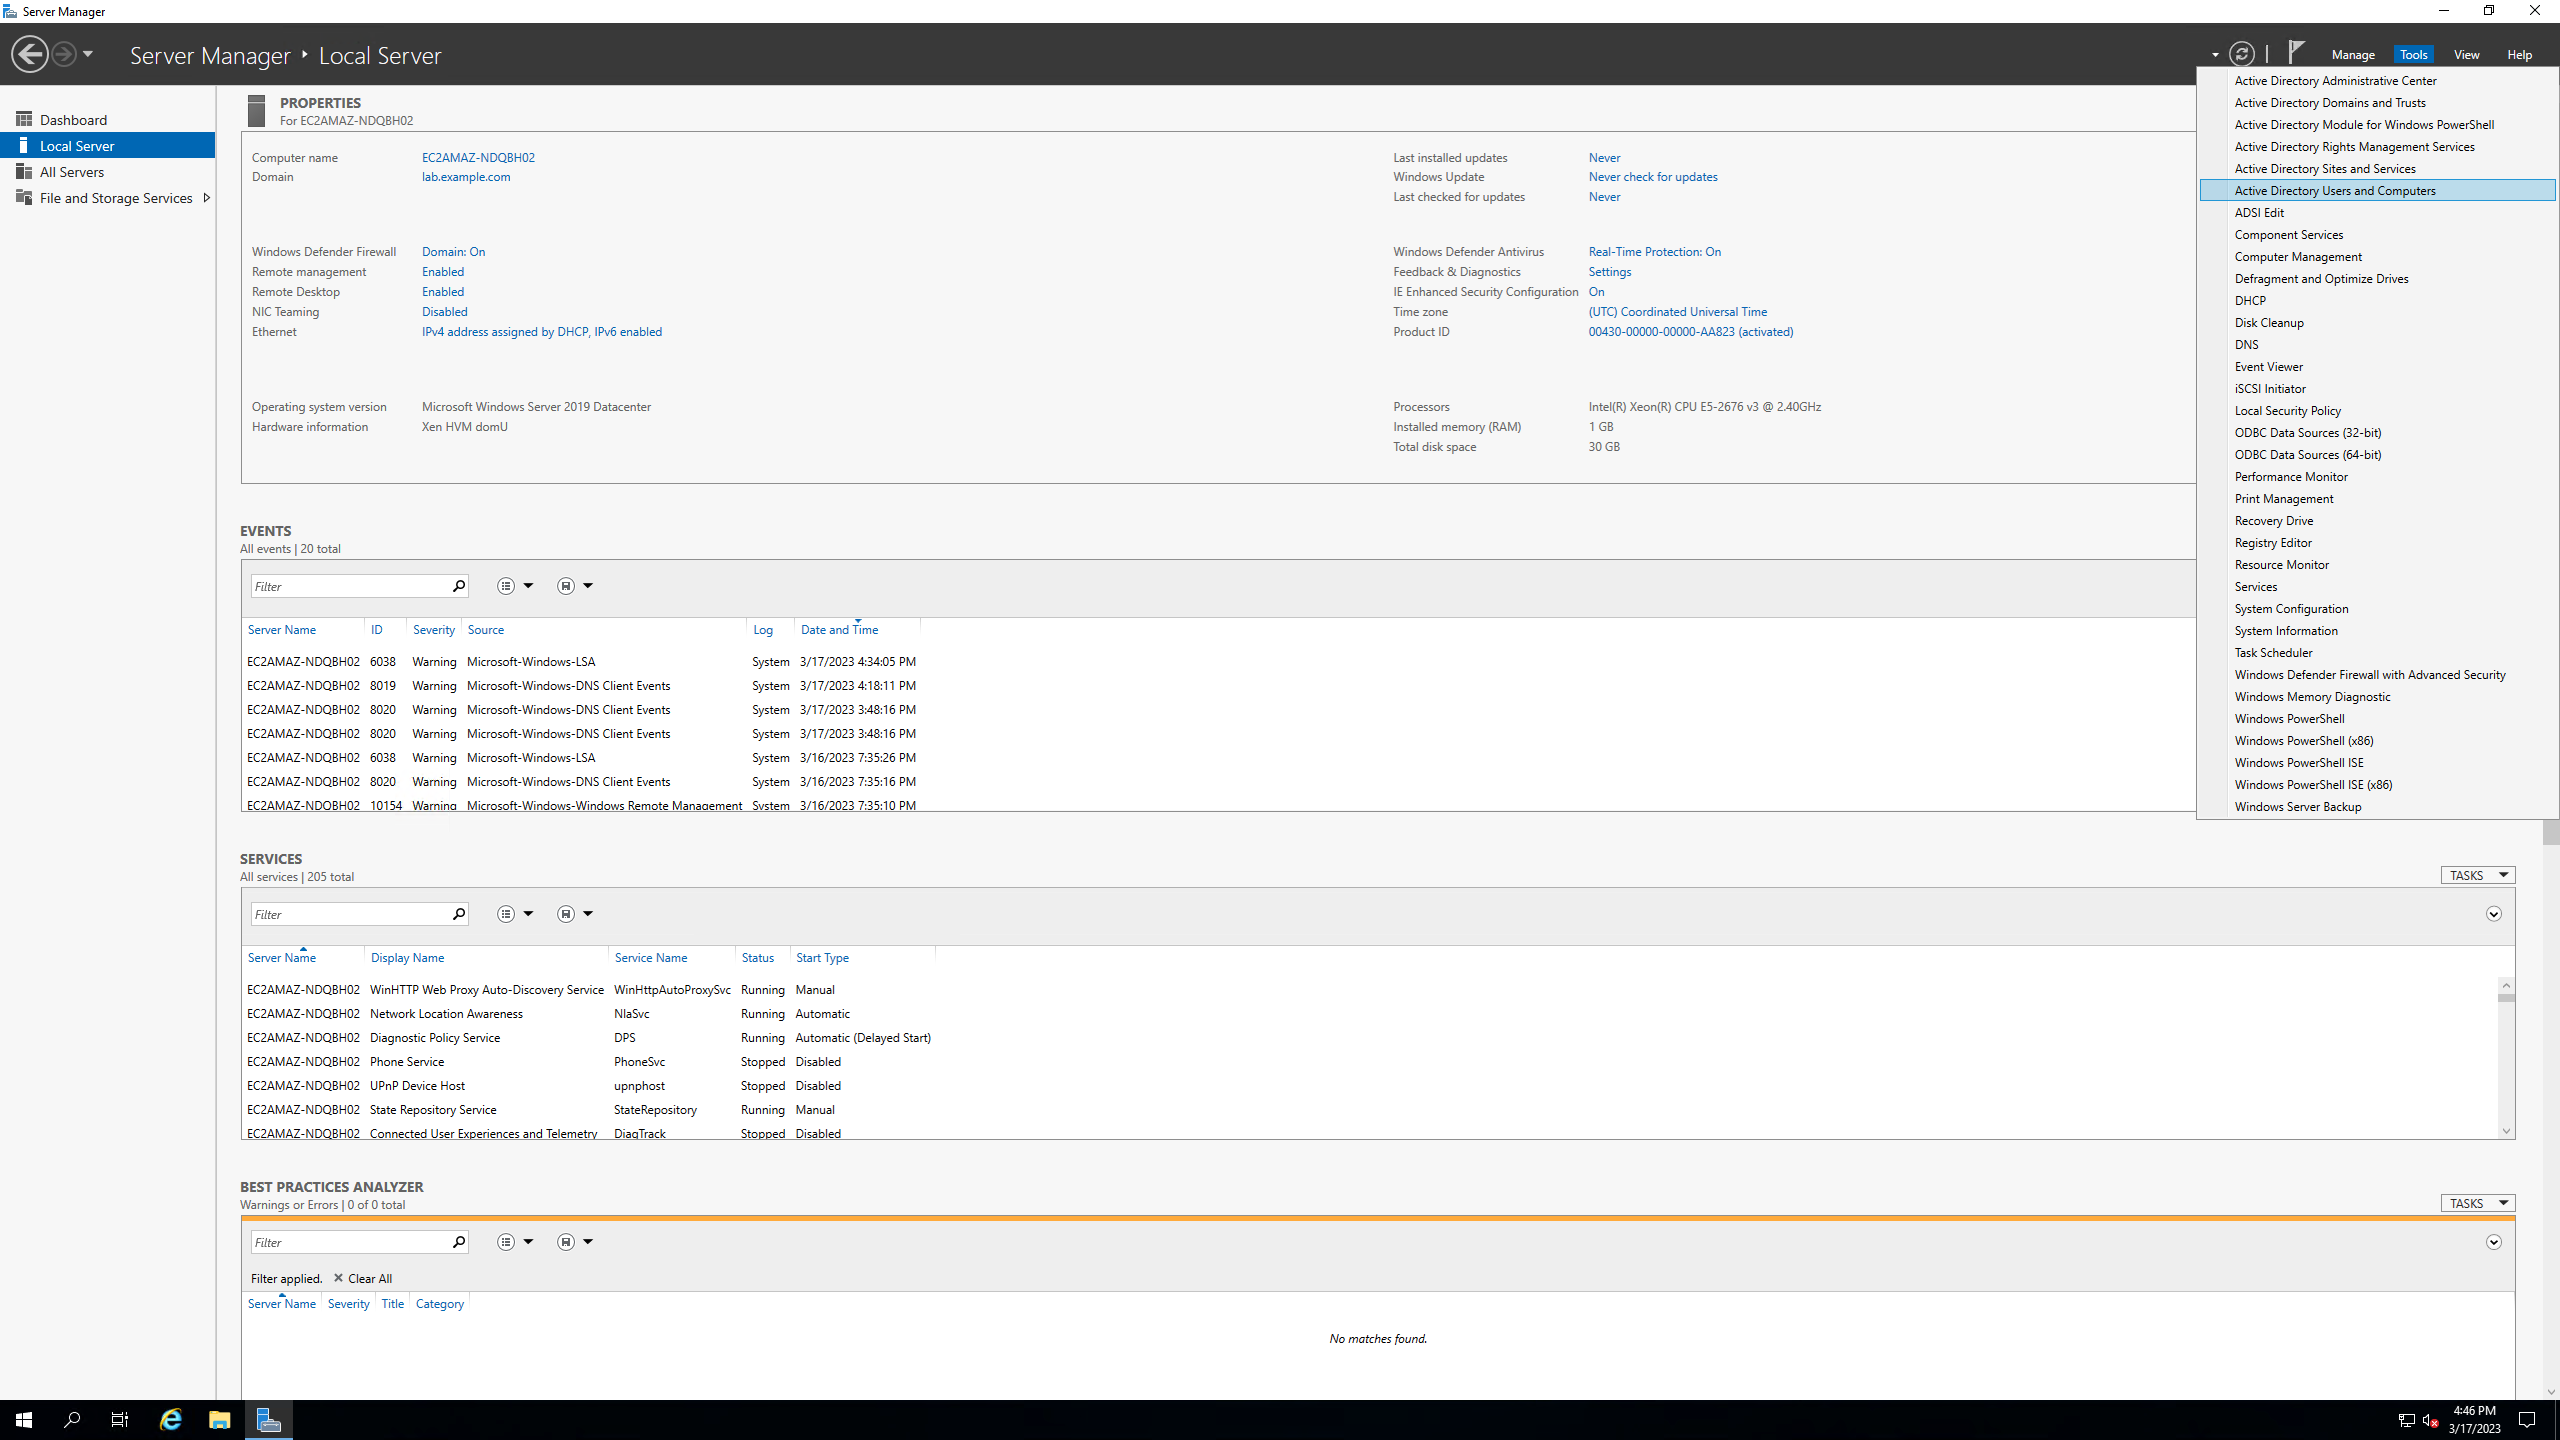 Server Manager
Server Manager ‣ Local Server
Manage Tools View Help
Dashboard
Local Server
All Servers
File and Storage Services
PROPERTIES
For EC2AMAZ-NDQBH02
Computer name EC2AMAZ-NDQBH02
Domain lab.example.com
Last installed updates Never
Windows Update Never check for updates
Last checked for updates Never
Windows Defender Firewall Domain: On
Remote management Enabled
Remote Desktop Enabled
NIC Teaming Disabled
Ethernet IPv4 address assigned by DHCP, IPv6 enabled
Windows Defender Antivirus Real-Time Protection: On
Feedback & Diagnostics Settings
IE Enhanced Security Configuration On
Time zone (UTC) Coordinated Universal Time
Product ID 00430-00000-00000-AA823 (activated)
Operating system version Microsoft Windows Server 2019 Datacenter
Hardware information Xen HVM domU
Processors Intel(R) Xeon(R) CPU E5-2676 v3 @ 2.40GHz
Installed memory (RAM) 1 GB
Total disk space 30 GB
Active Directory Administrative Center
Active Directory Domains and Trusts
Active Directory Module for Windows PowerShell
Active Directory Rights Management Services
Active Directory Sites and Services
Active Directory Users and Computers
ADSI Edit
Component Services
Computer Management
Defragment and Optimize Drives
DHCP
Disk Cleanup
DNS
Event Viewer
iSCSI Initiator
Local Security Policy
ODBC Data Sources (32-bit)
ODBC Data Sources (64-bit)
Performance Monitor
Print Management
Recovery Drive
Registry Editor
Resource Monitor
Services
System Configuration
System Information
Task Scheduler
Windows Defender Firewall with Advanced Security
Windows Memory Diagnostic
Windows PowerShell
Windows PowerShell (x86)
Windows PowerShell ISE
Windows PowerShell ISE (x86)
Windows Server Backup
EVENTS
All events | 20 total
Filter
Server Name ID Severity Source Log Date and Time
EC2AMAZ-NDQBH02 6038 Warning Microsoft-Windows-LSA System 3/17/2023 4:34:05 PM
EC2AMAZ-NDQBH02 8019 Warning Microsoft-Windows-DNS Client Events System 3/17/2023 4:18:11 PM
EC2AMAZ-NDQBH02 8020 Warning Microsoft-Windows-DNS Client Events System 3/17/2023 3:48:16 PM
EC2AMAZ-NDQBH02 8020 Warning Microsoft-Windows-DNS Client Events System 3/17/2023 3:48:16 PM
EC2AMAZ-NDQBH02 6038 Warning Microsoft-Windows-LSA System 3/16/2023 7:35:26 PM
EC2AMAZ-NDQBH02 8020 Warning Microsoft-Windows-DNS Client Events System 3/16/2023 7:35:16 PM
EC2AMAZ-NDQBH02 10154 Warning Microsoft-Windows-Windows Remote Management System 3/16/2023 7:35:10 PM
SERVICES
All services | 205 total
TASKS
Filter
Server Name Display Name Service Name Status Start Type
EC2AMAZ-NDQBH02 WinHTTP Web Proxy Auto-Discovery Service WinHttpAutoProxySvc Running Manual
EC2AMAZ-NDQBH02 Network Location Awareness NlaSvc Running Automatic
EC2AMAZ-NDQBH02 Diagnostic Policy Service DPS Running Automatic (Delayed Start)
EC2AMAZ-NDQBH02 Phone Service PhoneSvc Stopped Disabled
EC2AMAZ-NDQBH02 UPnP Device Host upnphost Stopped Disabled
EC2AMAZ-NDQBH02 State Repository Service StateRepository Running Manual
EC2AMAZ-NDQBH02 Connected User Experiences and Telemetry DiagTrack Stopped Disabled
BEST PRACTICES ANALYZER
Warnings or Errors | 0 of 0 total
TASKS
Filter
Filter applied. Clear All
Server Name Severity Title Category
No matches found.
4:46 PM
3/17/2023